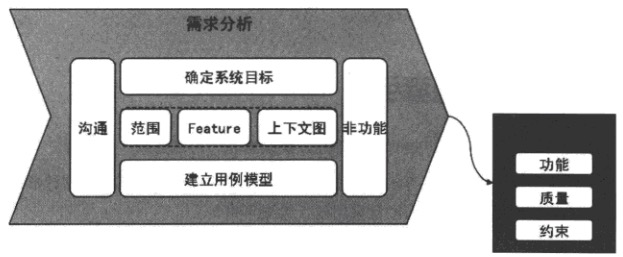 需求分析
沟通
确定系统目标
范围
Feature
上下文图
建立用例模型
非功能
功能
质量
约束